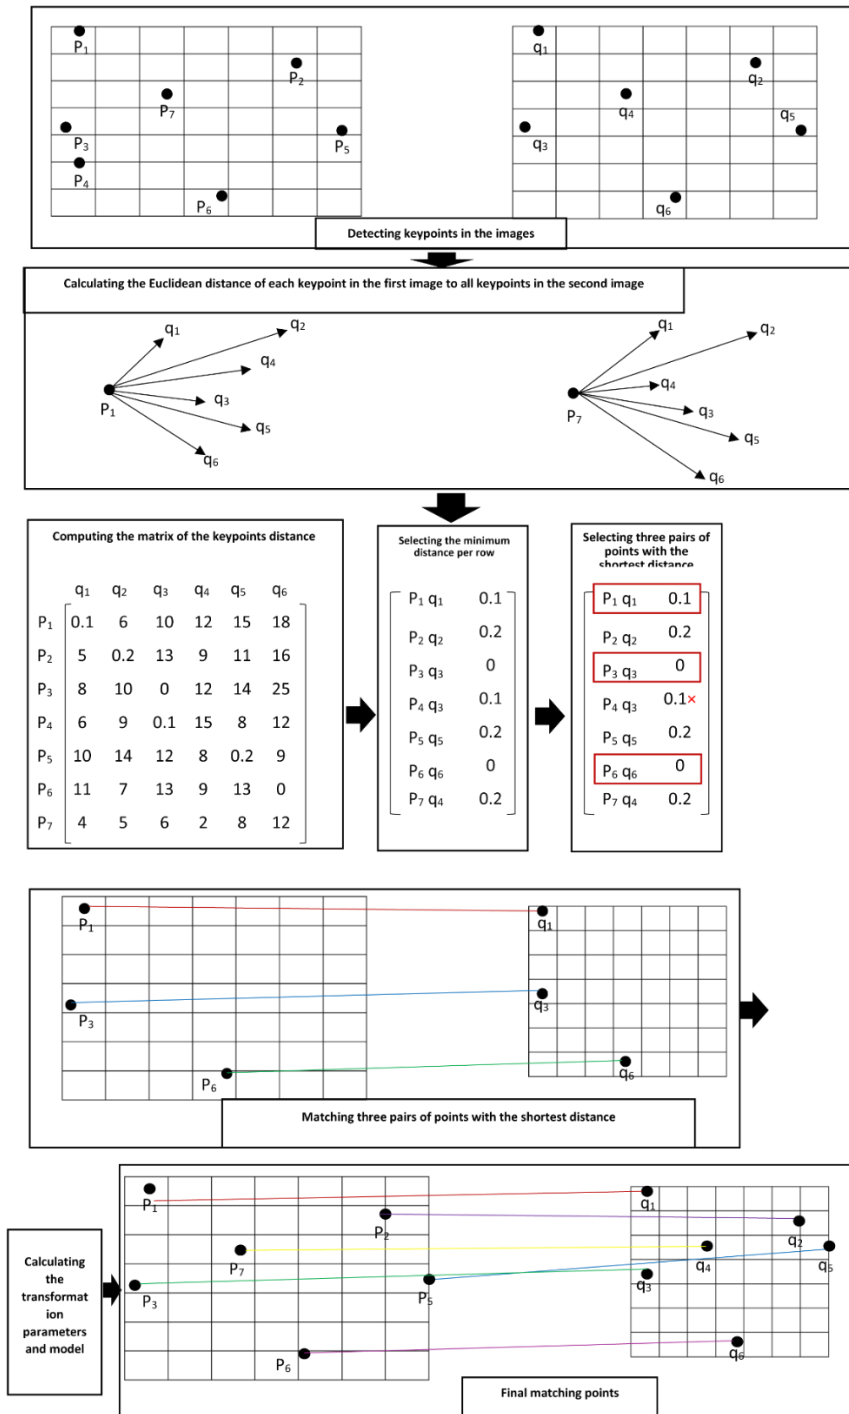 P₁
P₂
P₇
P₃
P₅
P₄
P₆
q₁
q₂
q₄
q₅
q₃
q₆
Detecting keypoints in the images
Calculating the Euclidean distance of each keypoint in the first image to all keypoints in the second image
q₁
q₂
q₄
P₁
q₃
q₅
q₆
q₁
q₂
q₄
P₇
q₃
q₅
q₆
Computing the matrix of the keypoints distance
q₁ q₂ q₃ q₄ q₅ q₆
P₁ 0.1 6 10 12 15 18
P₂ 5 0.2 13 9 11 16
P₃ 8 10 0 12 14 25
P₄ 6 9 0.1 15 8 12
P₅ 10 14 12 8 0.2 9
P₆ 11 7 13 9 13 0
P₇ 4 5 6 2 8 12
Selecting the minimum
distance per row
P₁ q₁ 0.1
P₂ q₂ 0.2
P₃ q₃ 0
P₄ q₃ 0.1
P₅ q₅ 0.2
P₆ q₆ 0
P₇ q₄ 0.2
Selecting three pairs of
points with the
shortest distance
P₁ q₁ 0.1
P₂ q₂ 0.2
P₃ q₃ 0
P₄ q₃ 0.1×
P₅ q₅ 0.2
P₆ q₆ 0
P₇ q₄ 0.2
P₁
P₃
P₆
q₁
q₃
q₆
Matching three pairs of points with the shortest distance
Calculating
the
transformat
ion
parameters
and model
P₁
P₂
P₇
P₃
P₅
P₆
q₁
q₂
q₄
q₅
q₃
q₆
Final matching points